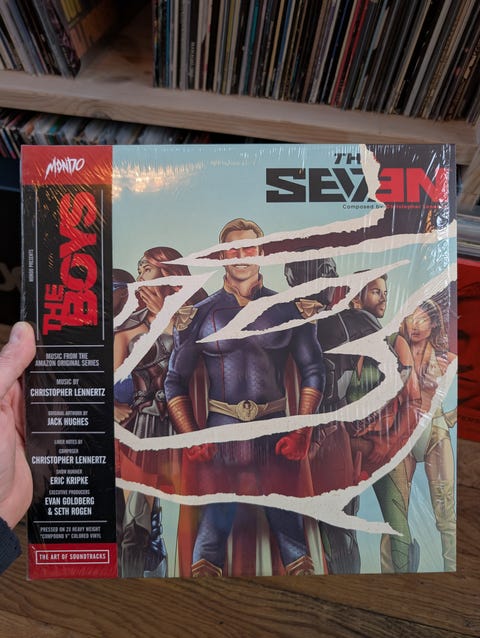 MONDO
MONDO PRESENTS
THE
BOYS
MUSIC FROM THE
AMAZON ORIGINAL SERIES
MUSIC BY
CHRISTOPHER LENNERTZ
ORIGINAL ARTWORK BY
JACK HUGHES
LINER NOTES BY
COMPOSER
CHRISTOPHER LENNERTZ
SHOW RUNNER
ERIC KRIPKE
EXECUTIVE PRODUCERS
EVAN GOLDBERG
& SETH ROGEN
PRESSED ON 2X HEAVY WEIGHT
"COMPOUND V" COLORED VINYL
THE ART OF SOUNDTRACKS
THE
SEVEN
Composed by Christopher